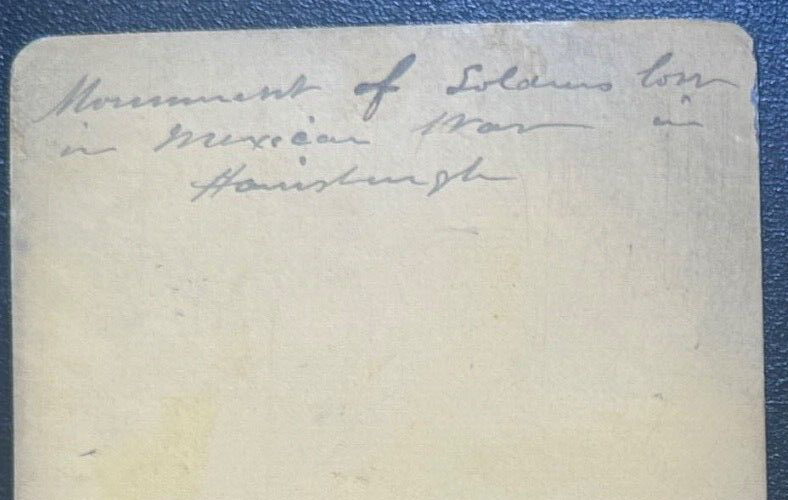 Monument of Soldiers lost
in Mexican War in
Harrisburgh